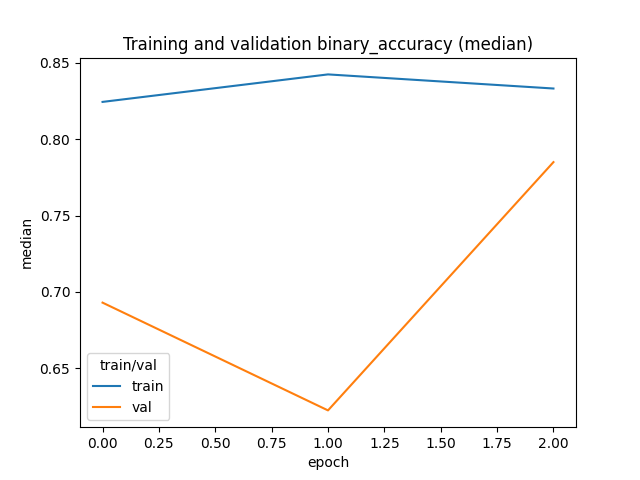 Training and validation binary_accuracy (median)
0.85
0.80
0.75
0.70
0.65
median
train/val
train
val
0.00 0.25 0.50 0.75 1.00 1.25 1.50 1.75 2.00
epoch